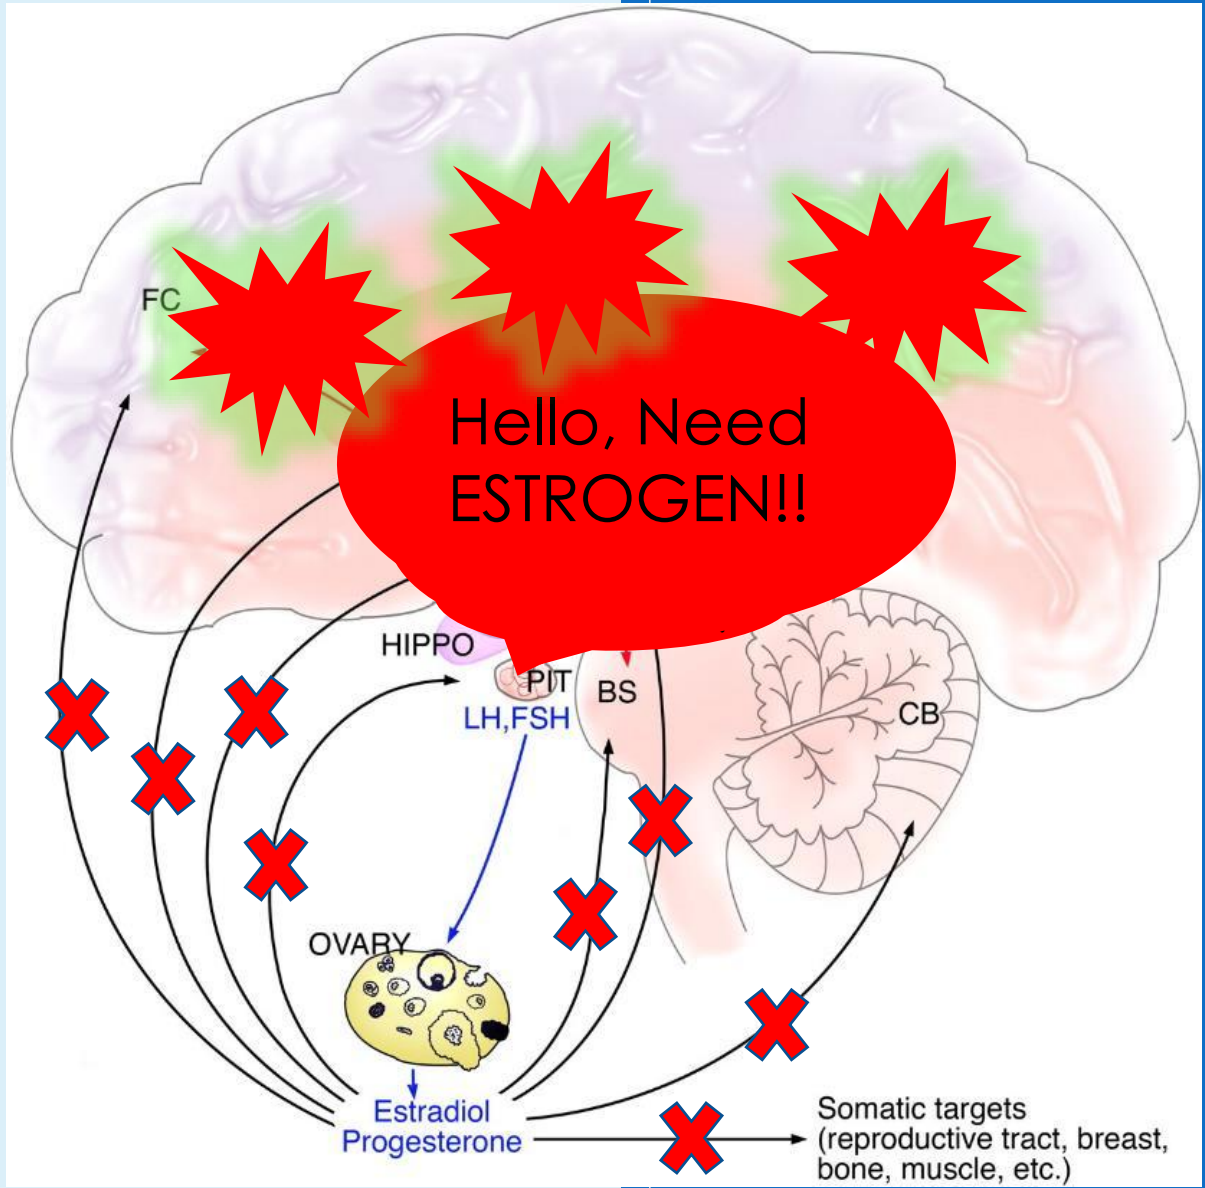 FC
Hello, Need
ESTROGEN!!
HIPPO
PIT
BS
LH,FSH
CB
OVARY
Estradiol
Progesterone
Somatic targets
(reproductive tract, breast,
bone, muscle, etc.)